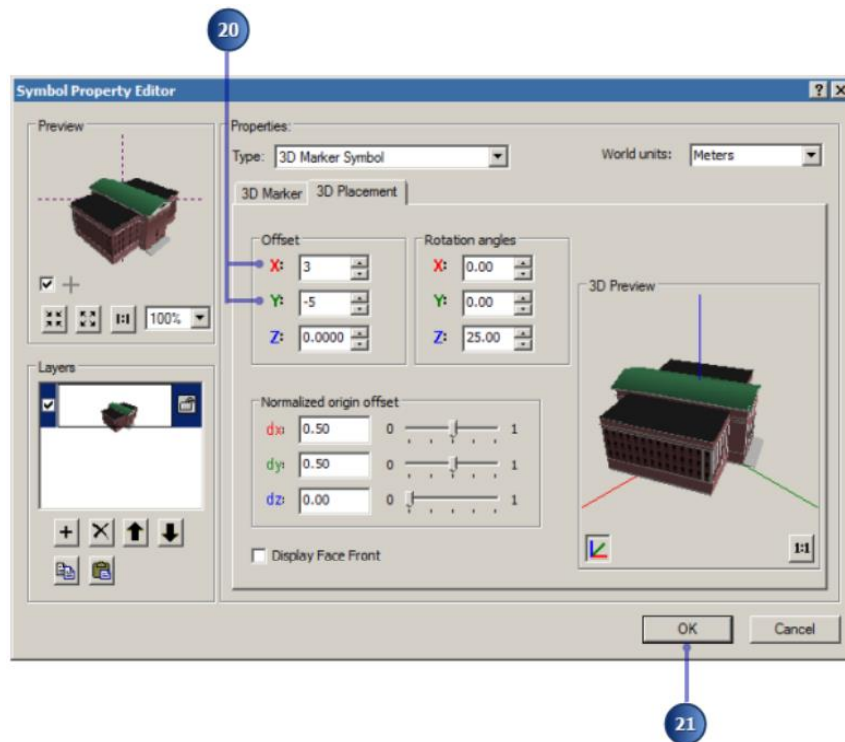 20
Symbol Property Editor
Preview
100%
1:1
Layers
Properties:
Type: 3D Marker Symbol
World units: Meters
3D Marker 3D Placement
Offset
X: 3
Y: -5
Z: 0.0000
Rotation angles
X: 0.00
Y: 0.00
Z: 25.00
Normalized origin offset
dx: 0.50 0 1
dy: 0.50 0 1
dz: 0.00 0 1
Display Face Front
3D Preview
1:1
OK Cancel
21